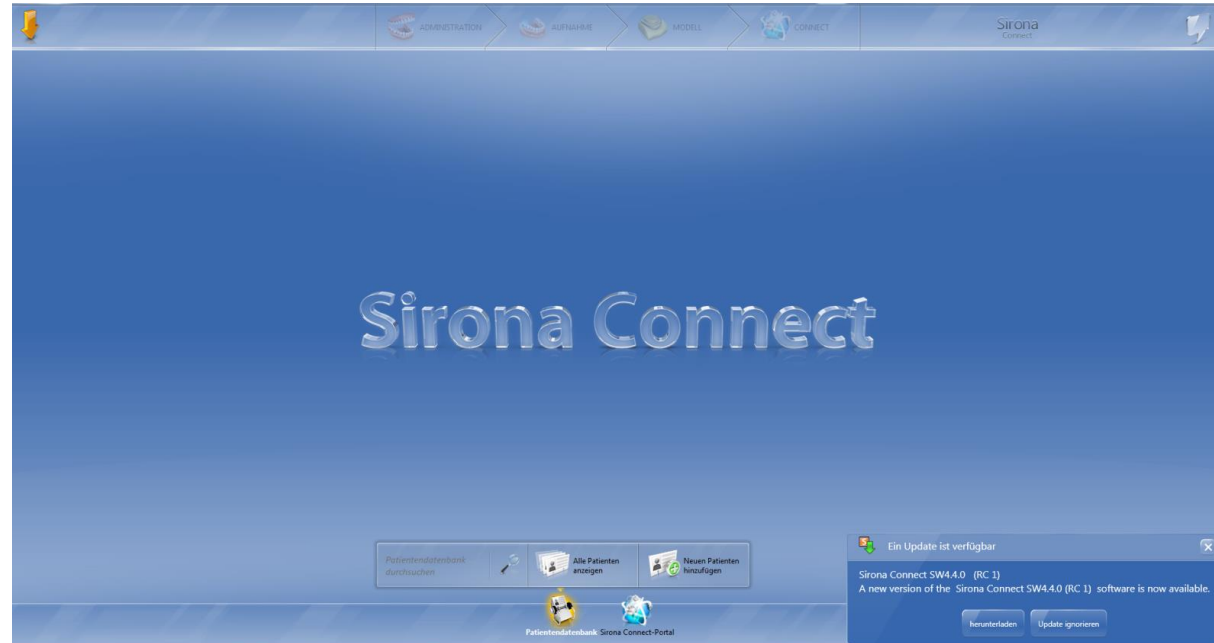 ADMINISTRATION
AUFNAHME
MODELL
CONNECT
Sirona
Connect
Sirona Connect
Patientendatenbank
durchsuchen
Alle Patienten
anzeigen
Neuen Patienten
hinzufügen
Patientendatenbank
Sirona Connect-Portal
Ein Update ist verfügbar
Sirona Connect SW4.4.0 (RC 1)
A new version of the Sirona Connect SW4.4.0 (RC 1) software is now available.
herunterladen
Update ignorieren